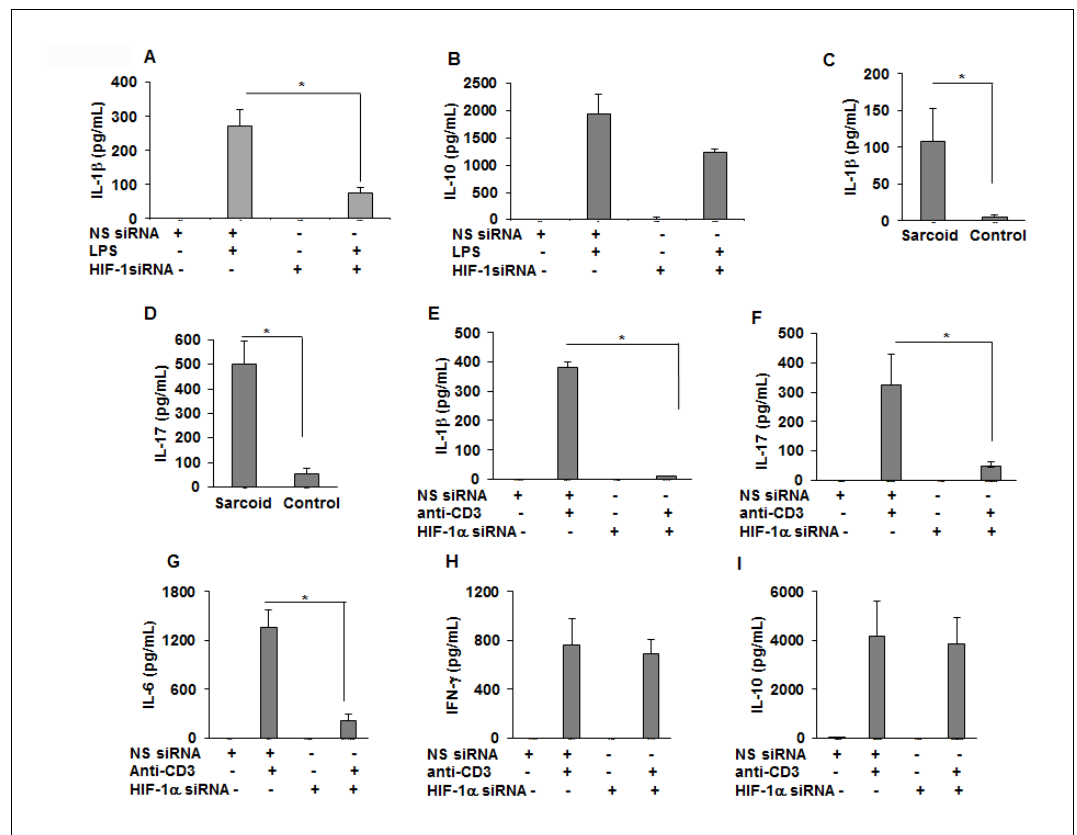 A
IL-1β (pg/mL)
400
300
200
100
0
*
NS siRNA + + - -
LPS - + - +
HIF-1siRNA - - + +
B
IL-10 (pg/mL)
2500
2000
1500
1000
500
0
NS siRNA + + - -
LPS - + - +
HIF-1siRNA - - + +
C
IL-1β (pg/mL)
200
150
100
50
0
*
Sarcoid Control
D
IL-17 (pg/mL)
600
500
400
300
200
100
0
*
Sarcoid Control
E
IL-1β (pg/mL)
500
400
300
200
100
0
*
NS siRNA + + - -
anti-CD3 - + - +
HIF-1α siRNA - - + +
F
IL-17 (pg/mL)
500
400
300
200
100
0
*
NS siRNA + + - -
anti-CD3 - + - +
HIF-1α siRNA - - + +
G
IL-6 (pg/mL)
1800
1200
600
0
*
NS siRNA + + - -
Anti-CD3 - + - +
HIF-1α siRNA - - + +
H
IFN-γ (pg/mL)
1200
800
400
0
NS siRNA + + - -
anti-CD3 - + - +
HIF-1α siRNA - - + +
I
IL-10 (pg/mL)
6000
4000
2000
0
NS siRNA + + - -
anti-CD3 - + - +
HIF-1α siRNA - - + +